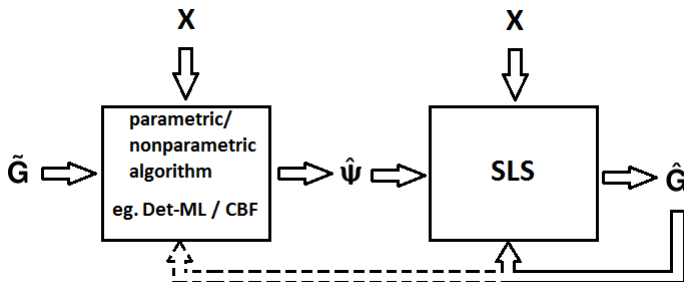 X X
parametric/
nonparametric
algorithm
eg. Det-ML / CBF
G̃ ψ̂ SLS Ĝ